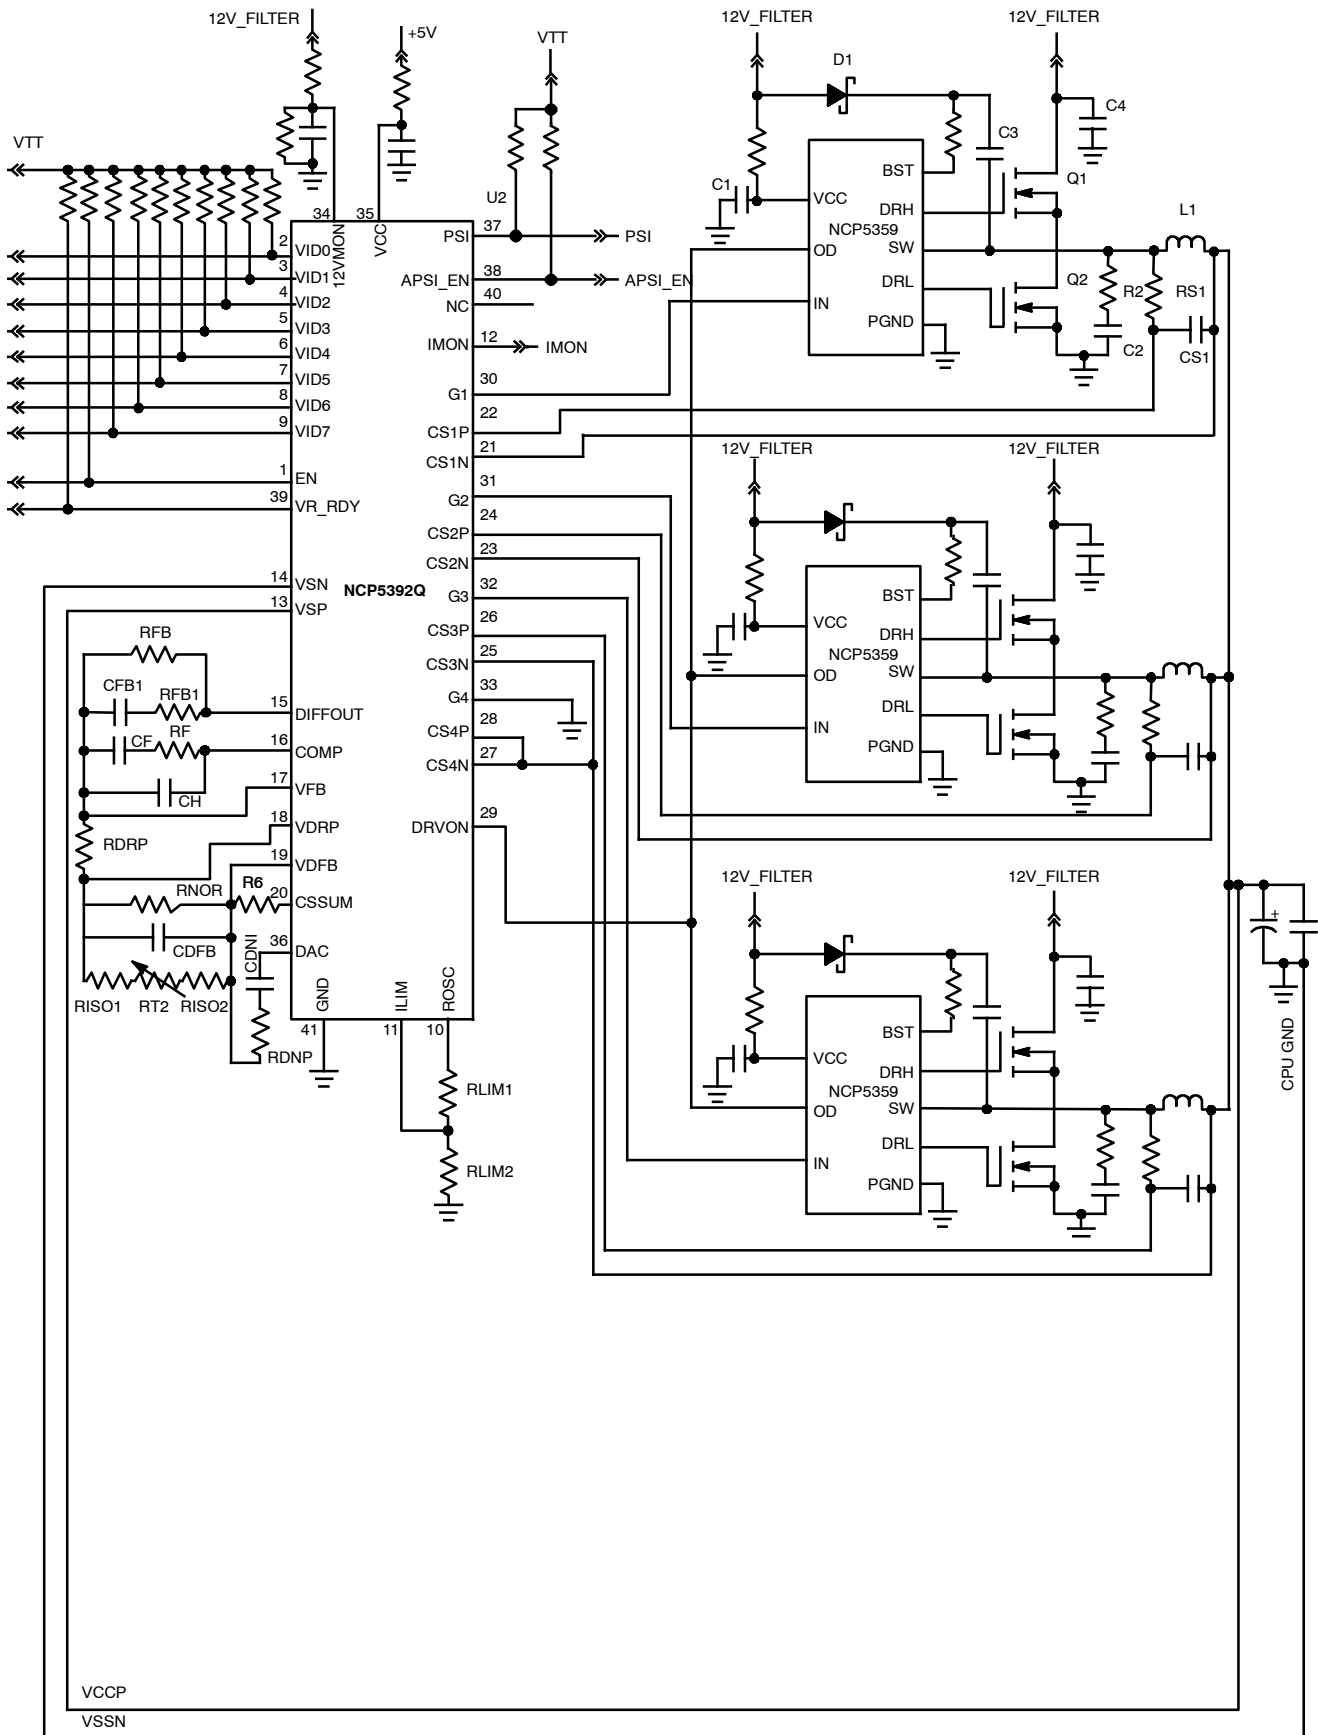 12V_FILTER
+5V
VTT
12V_FILTER
D1
12V_FILTER
C4
C3
VTT
U2
C1
VCC
BST
DRH
NCP5359
SW
OD
DRL
IN
PGND
Q1
Q2
L1
R2
RS1
C2
CS1
34
35
12VMON
VCC
2
VID0
3
VID1
4
VID2
5
VID3
6
VID4
7
VID5
8
VID6
9
VID7
1
EN
39
VR_RDY
14
VSN
13
VSP
NCP5392Q
PSI
37
PSI
APSI_EN
38
APSI_EN
NC
40
IMON
12
IMON
G1
30
CS1P
22
CS1N
21
G2
31
CS2P
24
CS2N
23
G3
32
CS3P
26
CS3N
25
G4
33
CS4P
28
CS4N
27
DRVON
29
RFB
CFB1
RFB1
15
DIFFOUT
CF
RF
16
COMP
CH
17
VFB
RDRP
18
VDRP
19
VDFB
RNOR
R6
20
CSSUM
CDFB
CDNI
36
DAC
RISO1
RT2
RISO2
RDNP
GND
ILIM
ROSC
41
11
10
RLIM1
RLIM2
12V_FILTER
12V_FILTER
VCC
BST
DRH
NCP5359
SW
OD
DRL
IN
PGND
12V_FILTER
12V_FILTER
VCC
BST
DRH
NCP5359
SW
OD
DRL
IN
PGND
+
CPU GND
VCCP
VSSN